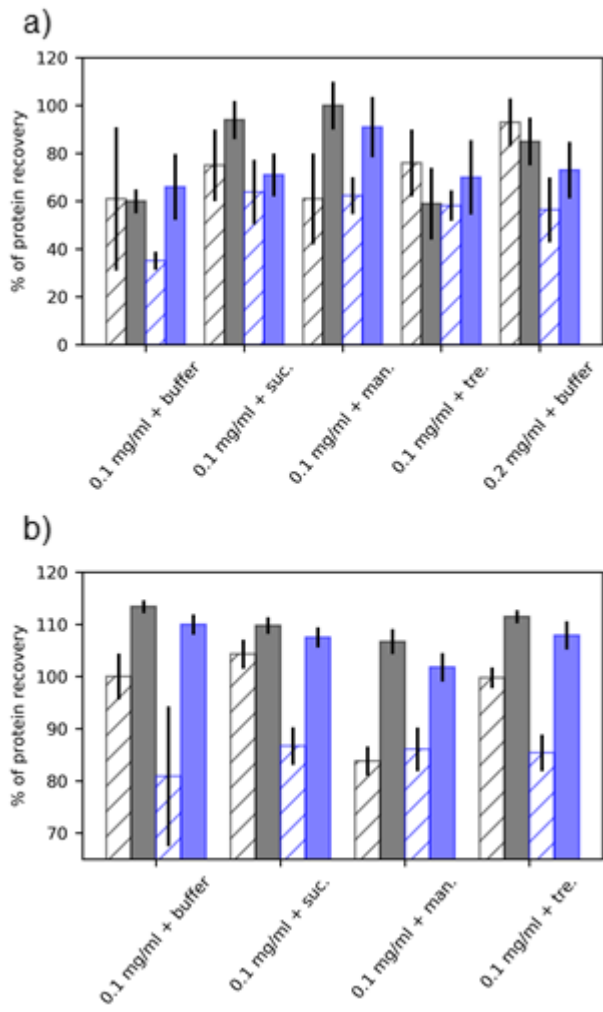 a)
120
100
80
60
40
20
0
% of protein recovery
0.1 mg/ml + buffer
0.1 mg/ml + suc.
0.1 mg/ml + man.
0.1 mg/ml + tre.
0.2 mg/ml + buffer
b)
120
110
100
90
80
70
% of protein recovery
0.1 mg/ml + buffer
0.1 mg/ml + suc.
0.1 mg/ml + man.
0.1 mg/ml + tre.